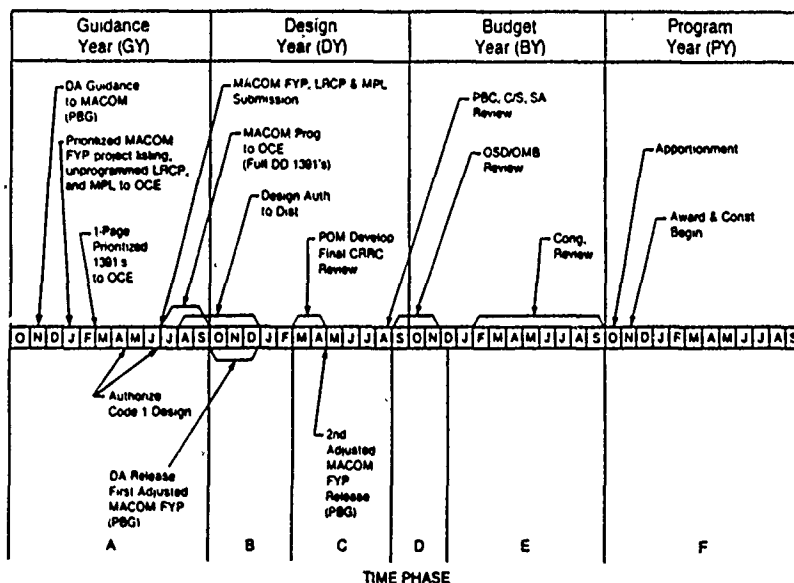 Guidance
Year (GY)
Design
Year (DY)
Budget
Year (BY)
Program
Year (PY)
DA Guidance
to MACOM
(PBG)
Prioritized MACOM
FYP project listing,
unprogrammed LRCP,
and MPL to OCE
1-Page
Prioritized
1391's
to OCE
MACOM FYP, LRCP & MPL
Submission
MACOM Prog
to OCE
(Full DD 1391's)
Design Auth
to Dist
POM Develop
Final CRRC
Review
PBC, C/S, SA
Review
OSD/OMB
Review
Cong,
Review
Apportionment
Award & Const
Begin
O N D J F M A M J J A S O N D J F M A M J J A S O N D J F M A M J J A S O N D J F M A M J J A S
Authorize
Code 1 Design
DA Release
First Adjusted
MACOM FYP
(PBG)
2nd
Adjusted
MACOM
FYP
Release
(PBG)
A B C D E F
TIME PHASE